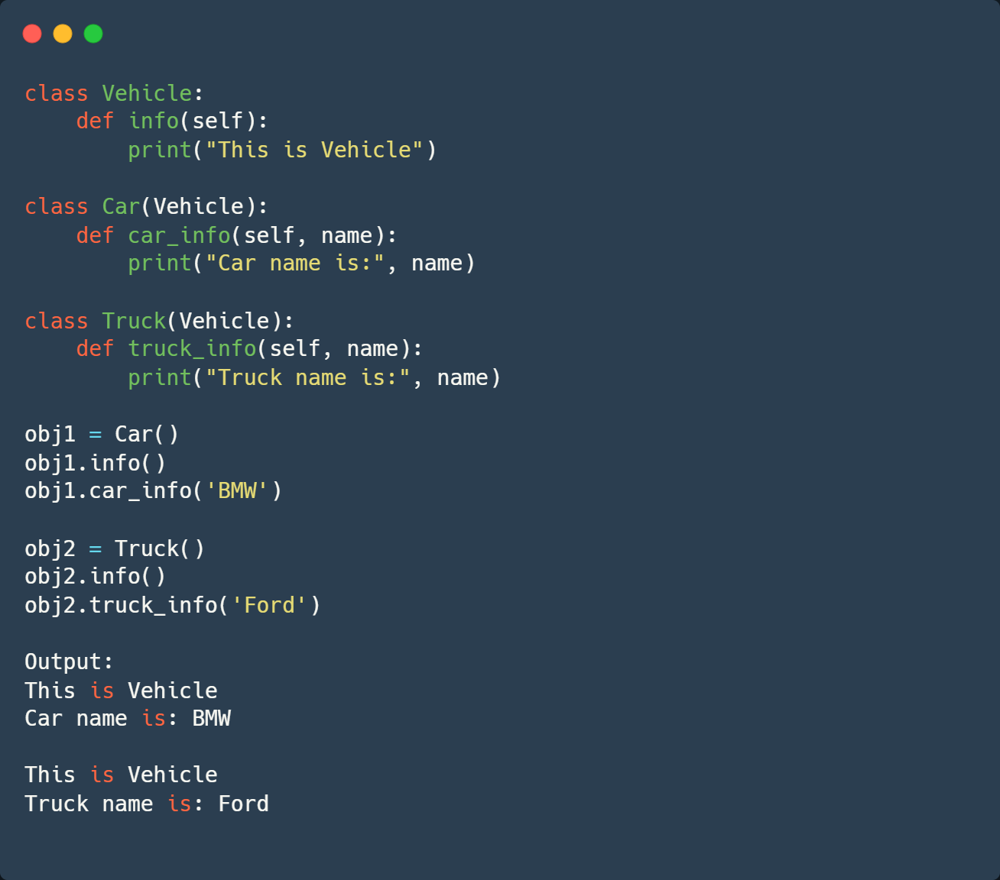 class Vehicle:
    def info(self):
        print("This is Vehicle")

class Car(Vehicle):
    def car_info(self, name):
        print("Car name is:", name)

class Truck(Vehicle):
    def truck_info(self, name):
        print("Truck name is:", name)

obj1 = Car()
obj1.info()
obj1.car_info('BMW')

obj2 = Truck()
obj2.info()
obj2.truck_info('Ford')

Output:
This is Vehicle
Car name is: BMW

This is Vehicle
Truck name is: Ford